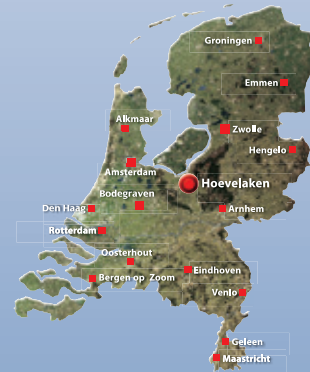 Groningen
Emmen
Alkmaar
Zwolle
Hengelo
Amsterdam
Hoevelaken
Bodegraven
Den Haag
Arnhem
Rotterdam
Oosterhout
Eindhoven
Bergen op Zoom
Venlo
Geleen
Maastricht